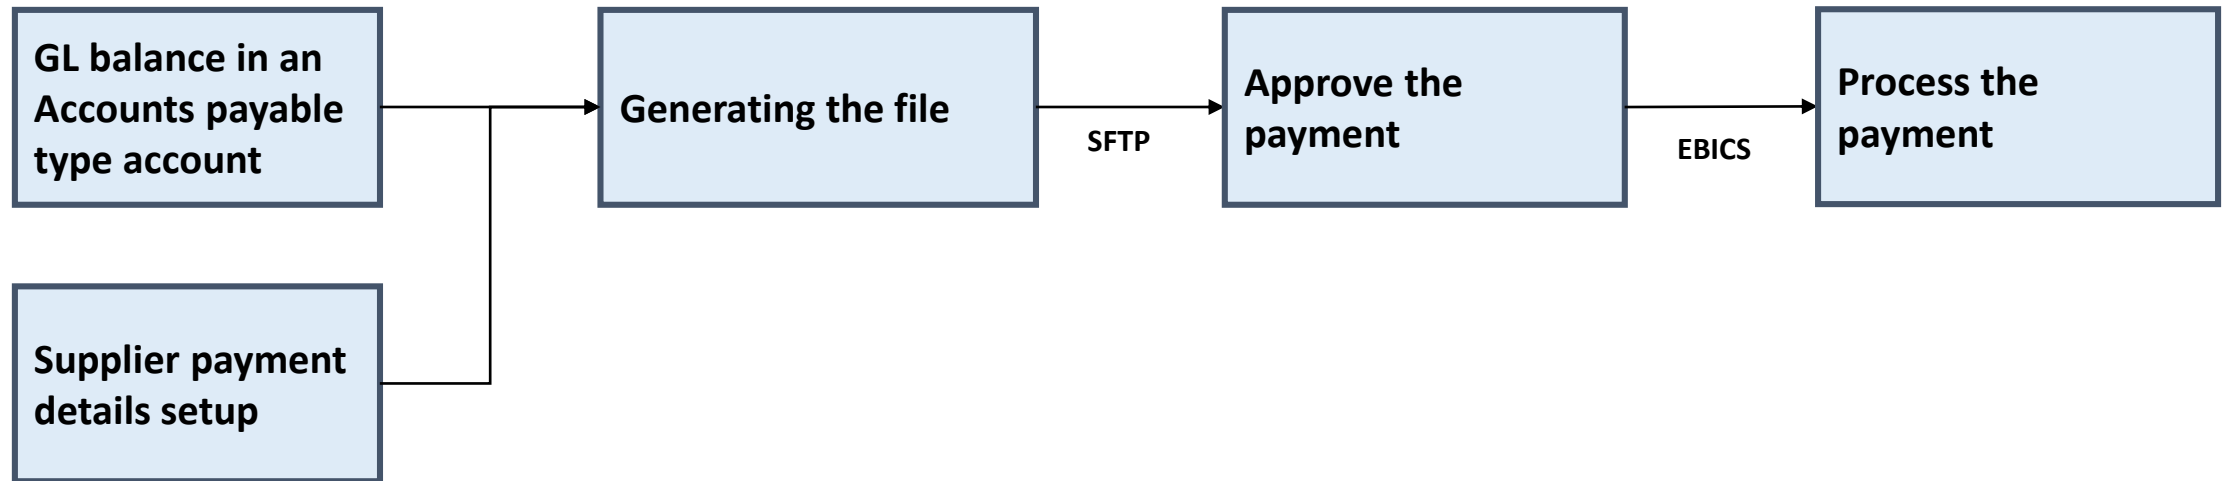 GL balance in an
Accounts payable
type account
Generating the file
SFTP
Approve the
payment
EBICS
Process the
payment
Supplier payment
details setup